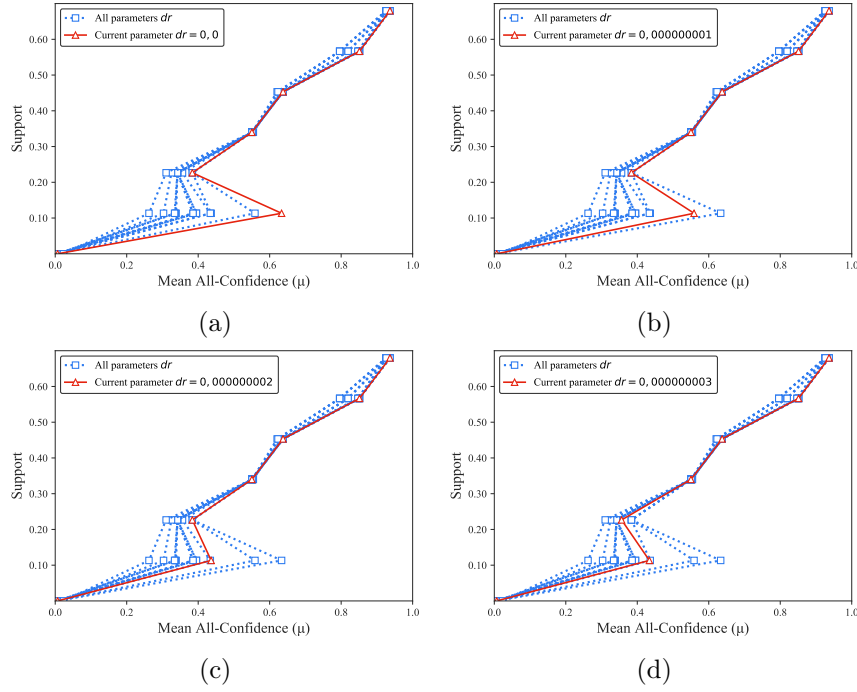 All parameters dr
Current parameter dr = 0, 0
0.60
0.50
0.40
0.30
0.20
0.10
Support
0.0 0.2 0.4 0.6 0.8 1.0
Mean All-Confidence (μ)
(a)
All parameters dr
Current parameter dr = 0, 000000001
0.60
0.50
0.40
0.30
0.20
0.10
Support
0.0 0.2 0.4 0.6 0.8 1.0
Mean All-Confidence (μ)
(b)
All parameters dr
Current parameter dr = 0, 000000002
0.60
0.50
0.40
0.30
0.20
0.10
Support
0.0 0.2 0.4 0.6 0.8 1.0
Mean All-Confidence (μ)
(c)
All parameters dr
Current parameter dr = 0, 000000003
0.60
0.50
0.40
0.30
0.20
0.10
Support
0.0 0.2 0.4 0.6 0.8 1.0
Mean All-Confidence (μ)
(d)